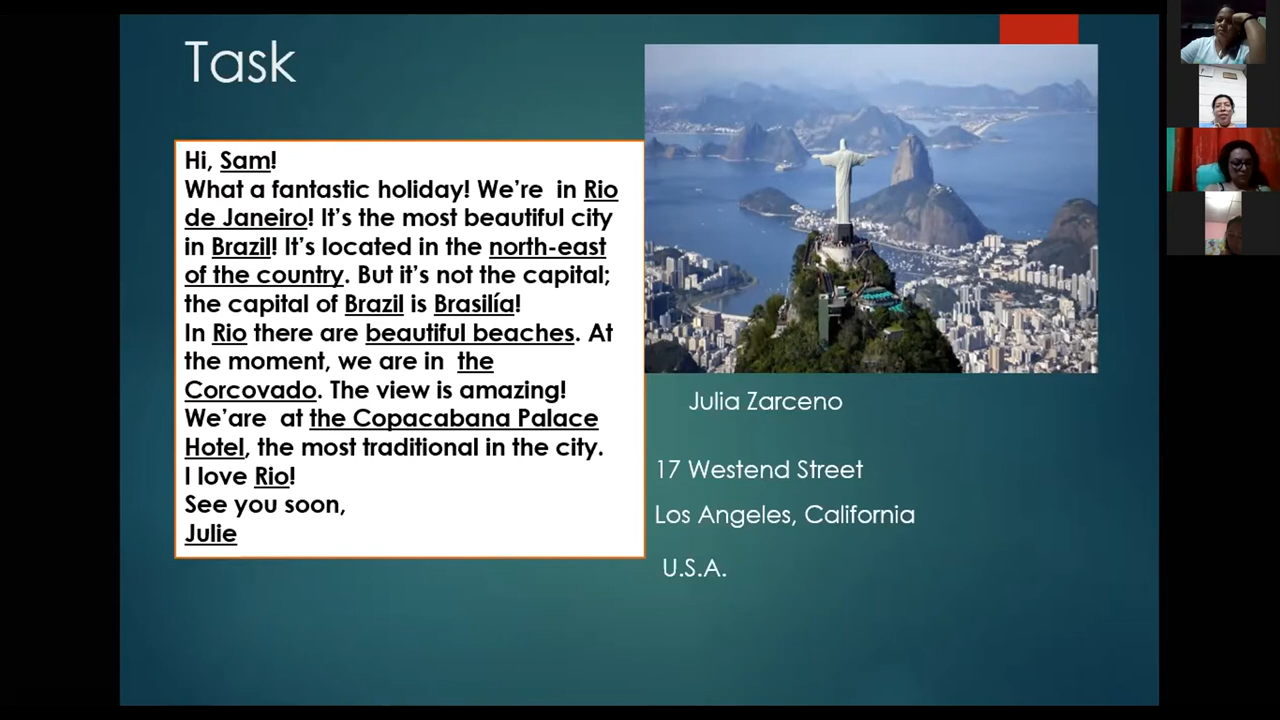 Task
Hi, Sam!
What a fantastic holiday! We’re in Rio
de Janeiro! It’s the most beautiful city
in Brazil! It’s located in the north-east
of the country. But it’s not the capital;
the capital of Brazil is Brasilía!
In Rio there are beautiful beaches. At
the moment, we are in the
Corcovado. The view is amazing!
We’are at the Copacabana Palace
Hotel, the most traditional in the city.
I love Rio!
See you soon,
Julie
Julia Zarceno
17 Westend Street
Los Angeles, California
U.S.A.